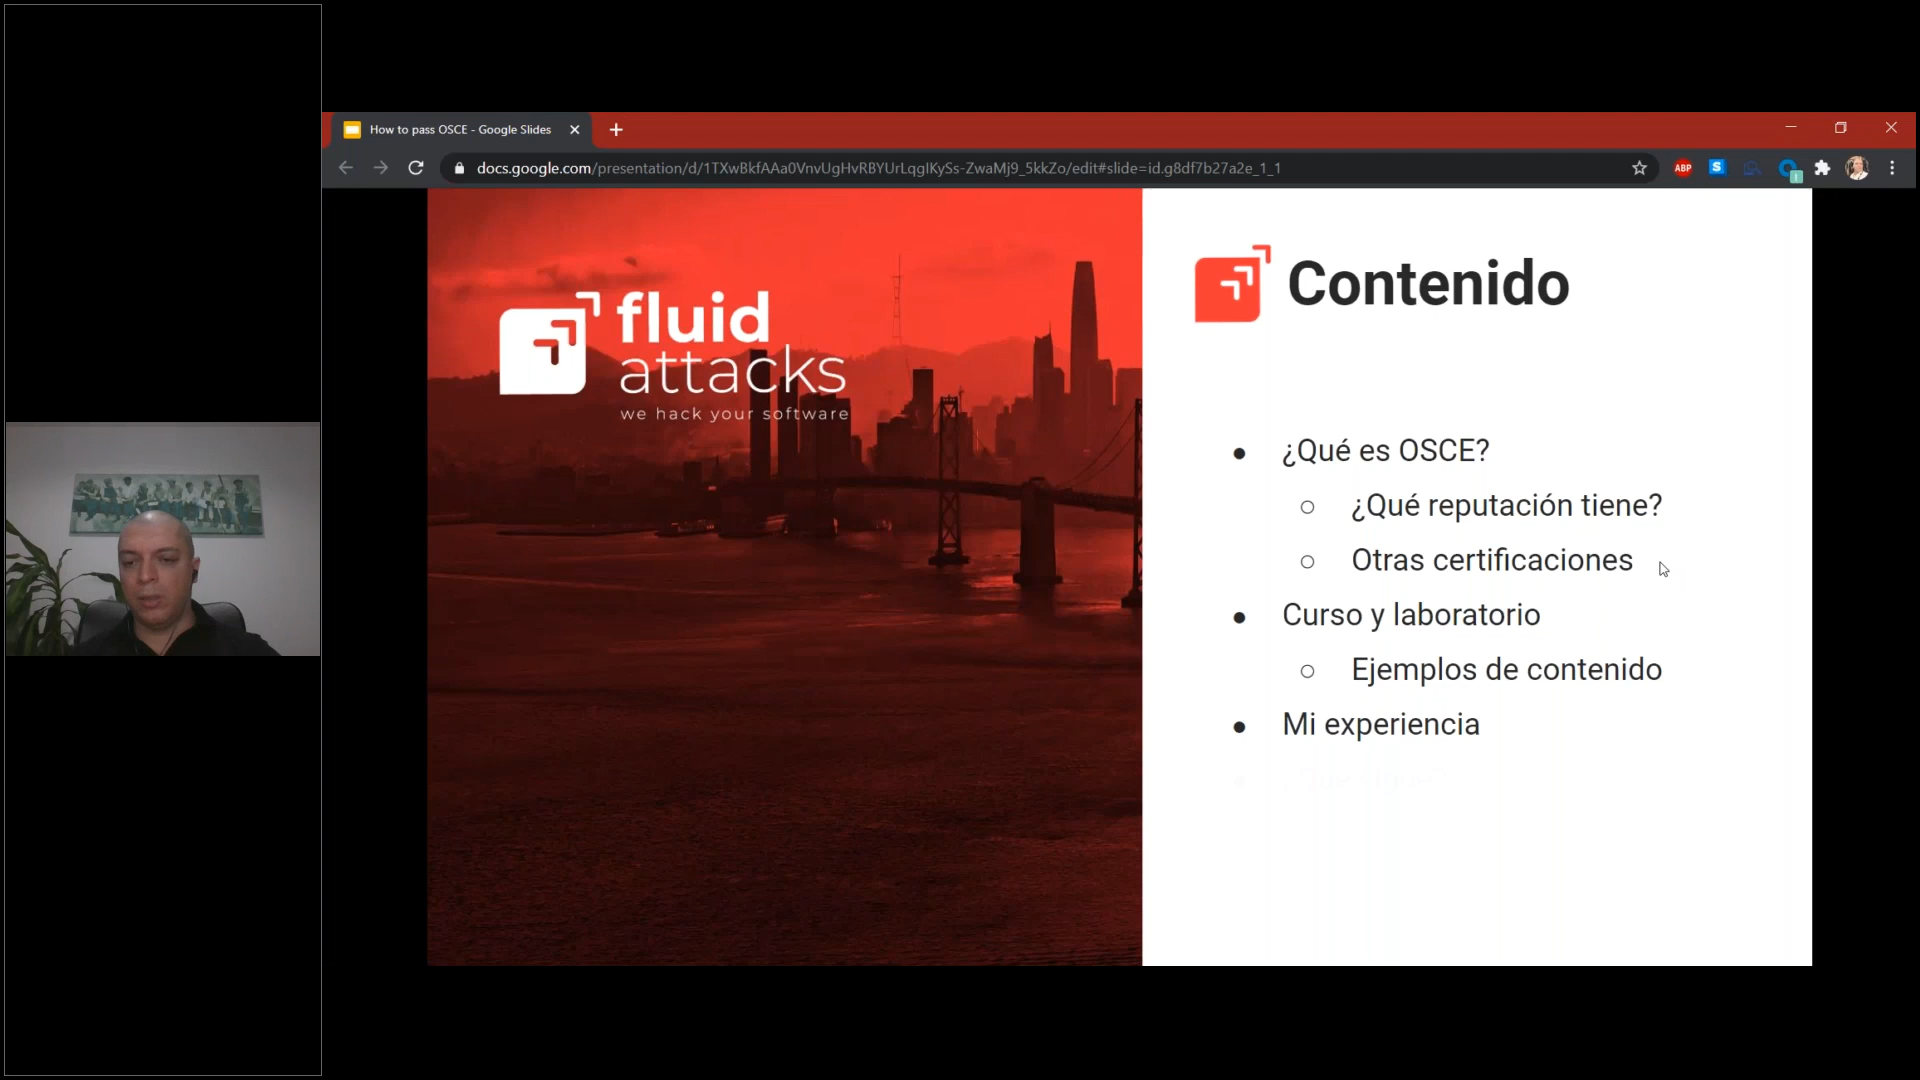 How to pass OSCE - Google Slides
docs.google.com/presentation/d/1TXwBkfAAa0VnvUgHvRBYUrLqgIKySs-ZwaMj9_5kkZo/edit#slide=id.g8df7b27a2e_1_1
ABP
S
fluid
attacks
we hack your software
Contenido
¿Qué es OSCE?
¿Qué reputación tiene?
Otras certificaciones
Curso y laboratorio
Ejemplos de contenido
Mi experiencia